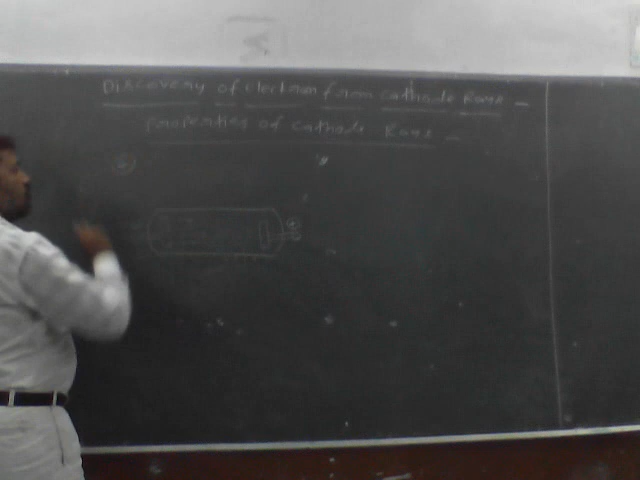 Discovery of electron from cathode Rays -
properties of cathode Rays -